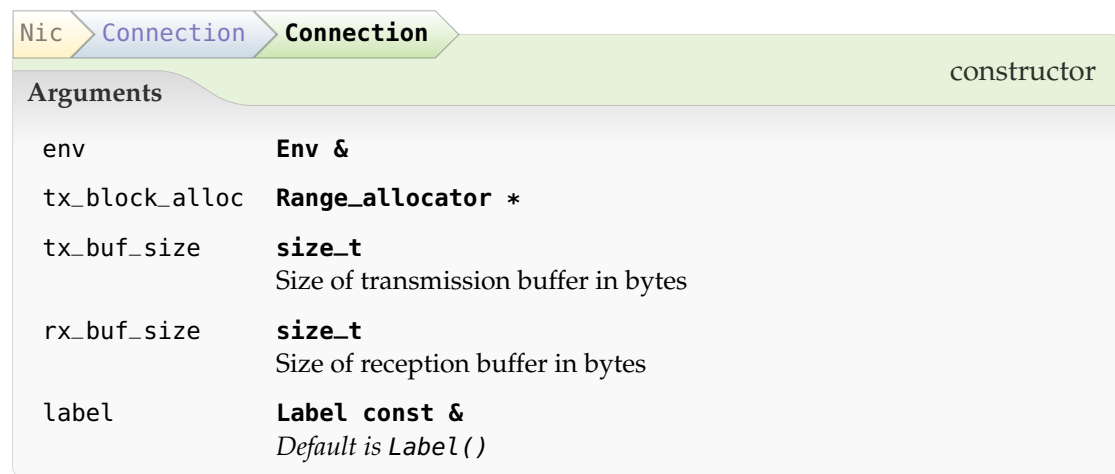 Nic Connection Connection
constructor
Arguments
env Env &
tx_block_alloc Range_allocator *
tx_buf_size size_t
Size of transmission buffer in bytes
rx_buf_size size_t
Size of reception buffer in bytes
label Label const &
Default is Label()